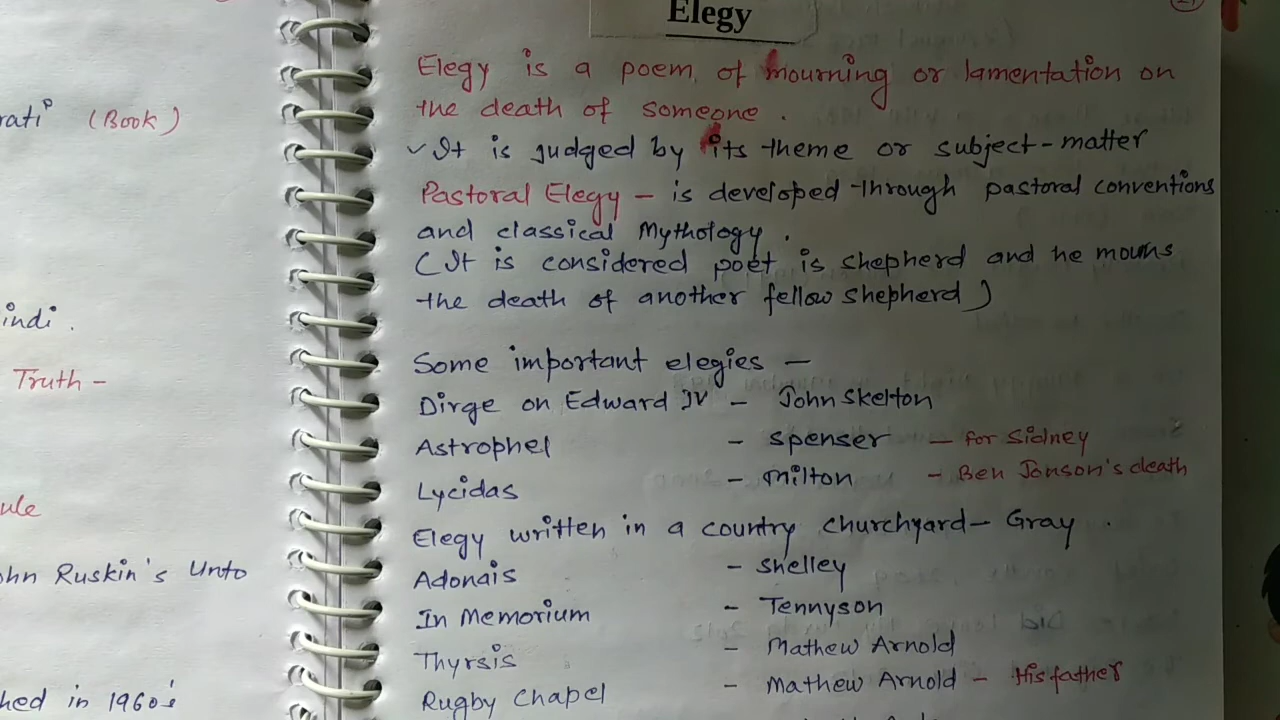 Elegy
rati (Book)
indi.
Truth -
ule
ohn Ruskin's Unto
hed in 1960's
Elegy is a poem, of mourning or lamentation on
the death of someone.
✓ It is judged by its theme or subject-matter
Pastoral Elegy - is developed through pastoral conventions
and classical Mythology.
(It is considered poet is shepherd and he mourns
the death of another fellow shepherd)
Some important elegies -
Dirge on Edward IV - John Skelton
Astrophel - Spenser - for Sidney
Lycidas - Milton - Ben Jonson's death
Elegy written in a country churchyard - Gray.
Adonais - Shelley
In Memorium - Tennyson
Thyrsis - Mathew Arnold
Rugby Chapel - Mathew Arnold - His father